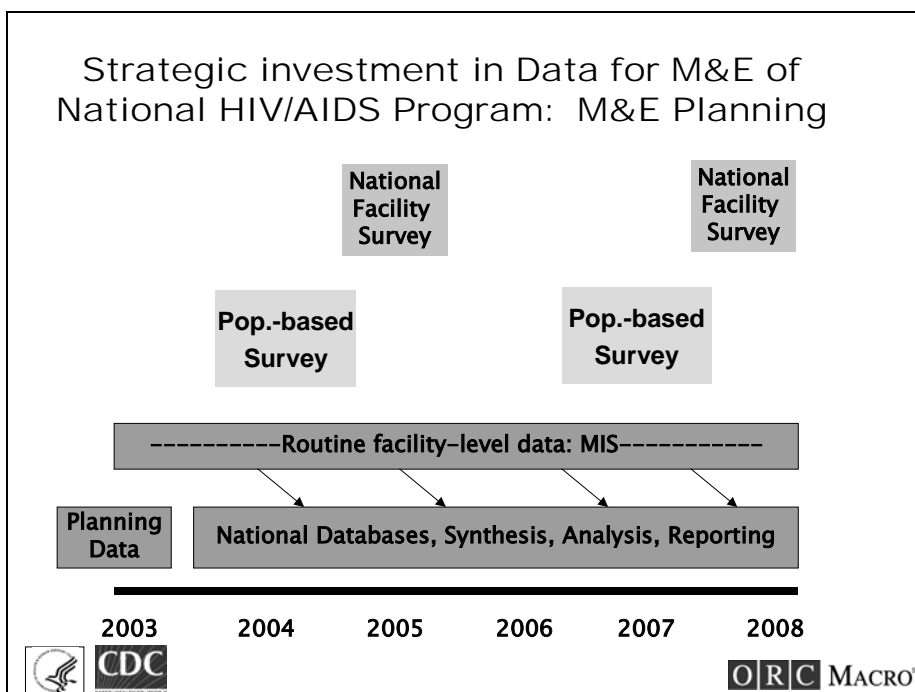 Strategic investment in Data for M&E of
National HIV/AIDS Program: M&E Planning
National
Facility
Survey
National
Facility
Survey
Pop.-based
Survey
Pop.-based
Survey
----------Routine facility-level data: MIS-----------
Planning
Data
National Databases, Synthesis, Analysis, Reporting
2003 2004 2005 2006 2007 2008
CDC
ORC MACRO